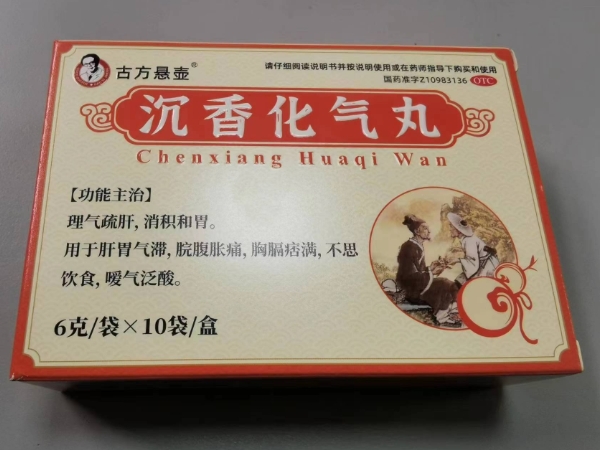 古方悬壶®
请仔细阅读说明书并按说明使用或在药师指导下购买和使用
国药准字Z10983136 OTC
沉香化气丸
Chenxiang Huaqi Wan
【功能主治】
理气疏肝,消积和胃。
用于肝胃气滞,脘腹胀痛,胸膈痞满,不思
饮食,嗳气泛酸。
6克/袋×10袋/盒